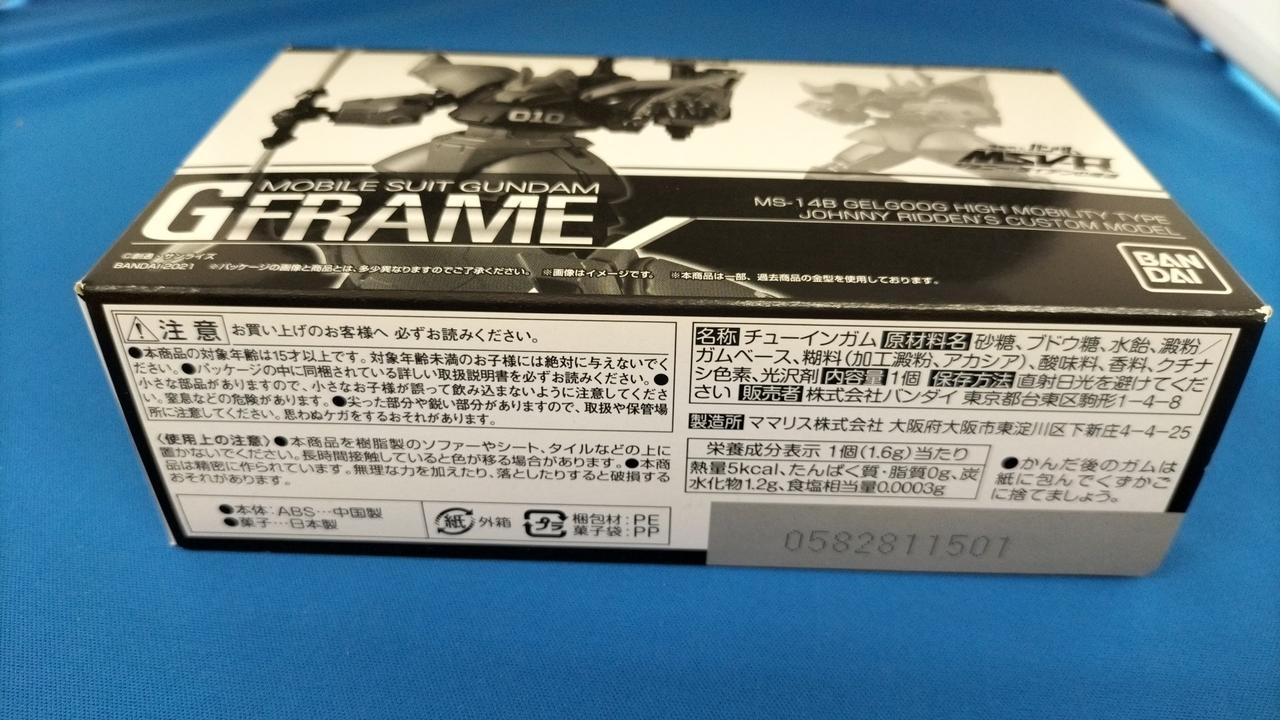 010
MSV-R
MOBILE SUIT GUNDAM
GFRAME
MS-14B GELGOOG HIGH MOBILITY TYPE
JOHNNY RIDDEN'S CUSTOM MODEL
©創通・サンライズ
BANDAI 2021 ※パッケージの画像と商品とは、多少異なりますのでご了承ください。 ※画像はイメージです。 ※本商品は一部、過去商品の金型を使用しております。
BAN
DAI
注意 お買い上げのお客様へ 必ずお読みください。
●本商品の対象年齢は15才以上です。対象年齢未満のお子様には絶対に与えないでく
ださい。●パッケージの中に同梱されている詳しい取扱説明書を必ずお読みください。●
小さな部品がありますので、小さなお子様が誤って飲み込まないように注意してくださ
い。窒息などの危険があります。●尖った部分や鋭い部分がありますので、取扱や保管場
所に注意してください。思わぬケガをするおそれがあります。
〈使用上の注意〉●本商品を樹脂製のソファーやシート、タイルなどの上に
置かないでください。長時間接触していると色が移る場合があります。●本商
品は精密に作られています。無理な力を加えたり、落としたりすると破損する
おそれがあります。
●本体:ABS…中国製
●菓子…日本製
紙 外箱
プラ 梱包材:PE
菓子袋:PP
名称 チューインガム 原材料名 砂糖、ブドウ糖、水飴、澱粉/
ガムベース、糊料(加工澱粉、アカシア)、酸味料、香料、クチナ
シ色素、光沢剤 内容量 1個 保存方法 直射日光を避けてくだ
さい 販売者 株式会社バンダイ 東京都台東区駒形1-4-8
製造所 ママリス株式会社 大阪府大阪市東淀川区下新庄4-4-25
栄養成分表示 1個(1.6g)当たり
熱量5kcal、たんぱく質・脂質0g、炭
水化物1.2g、食塩相当量0.0003g
●かんだ後のガムは
紙に包んでくずかご
に捨てましょう。
0582811501